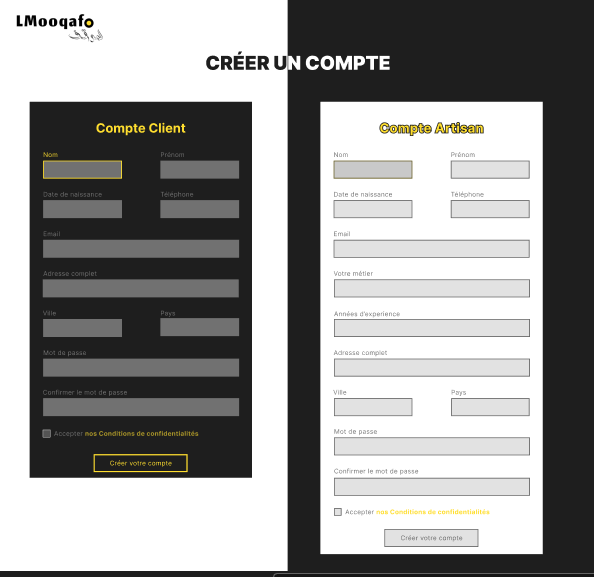 LMooqafo
CRÉER UN COMPTE
Compte Client
Nom
Prénom
Date de naissance
Téléphone
Email
Adresse complet
Ville
Pays
Mot de passe
Confirmer le mot de passe
Accepter nos Conditions de confidentialités
Créer votre compte
Compte Artisan
Nom
Prénom
Date de naissance
Téléphone
Email
Votre métier
Années d'experience
Adresse complet
Ville
Pays
Mot de passe
Confirmer le mot de passe
Accepter nos Conditions de confidentialités
Créer votre compte